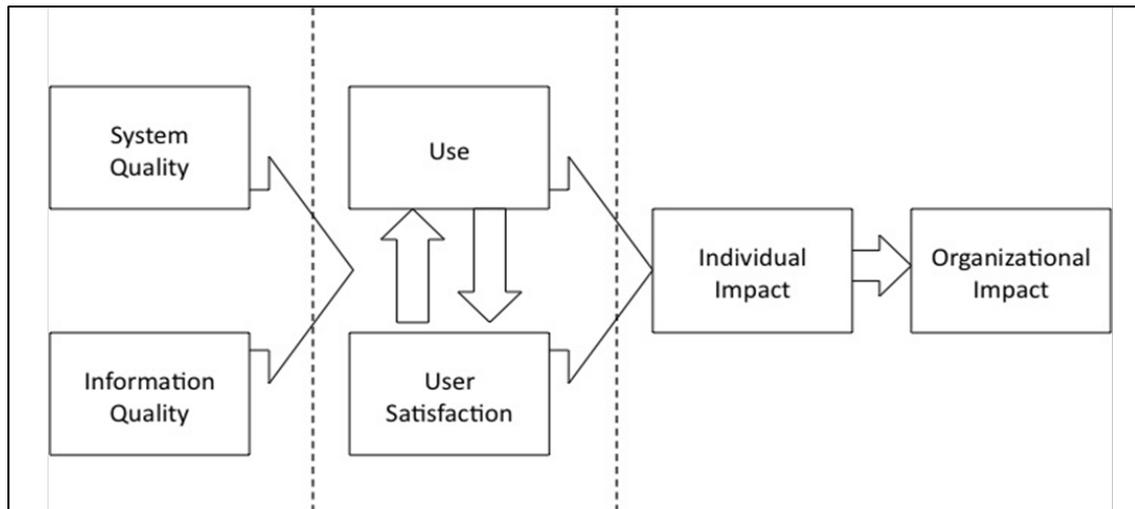 System
Quality
Use
Individual
Impact
Organizational
Impact
Information
Quality
User
Satisfaction